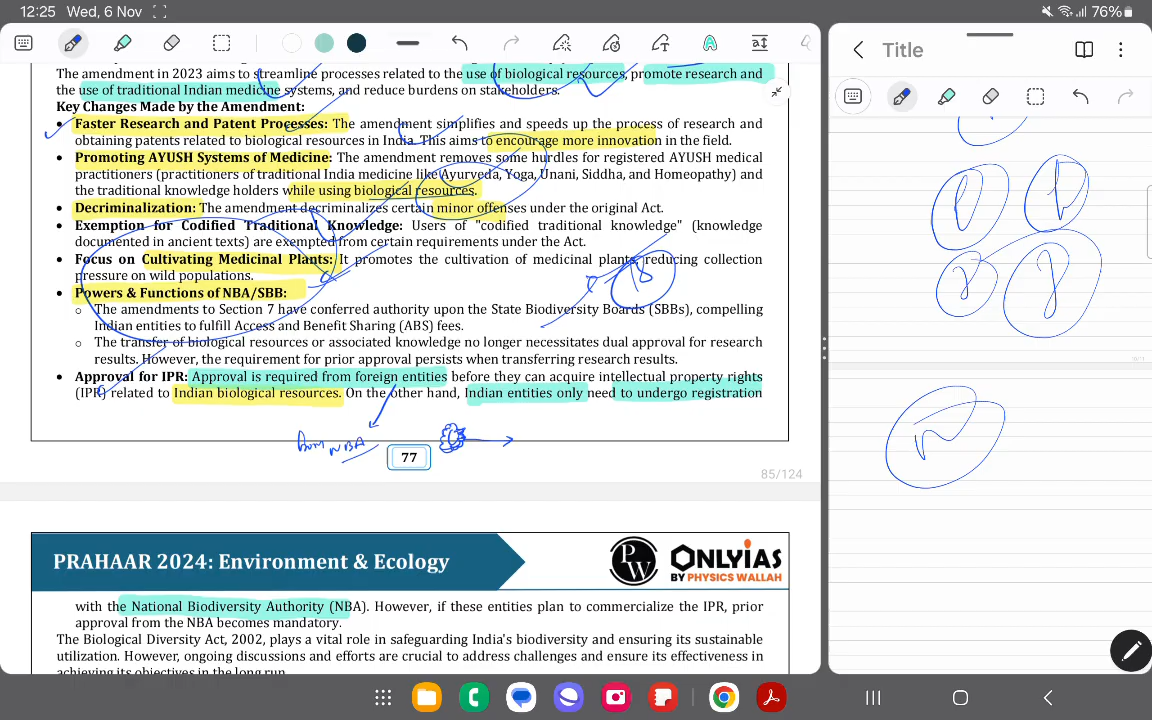 12:25 Wed, 6 Nov
76%
The amendment in 2023 aims to streamline processes related to the use of biological resources, promote research and
the use of traditional Indian medicine systems, and reduce burdens on stakeholders.
Key Changes Made by the Amendment:
• Faster Research and Patent Processes: The amendment simplifies and speeds up the process of research and
obtaining patents related to biological resources in India. This aims to encourage more innovation in the field.
• Promoting AYUSH Systems of Medicine: The amendment removes some hurdles for registered AYUSH medical
practitioners (practitioners of traditional India medicine like Ayurveda, Yoga, Unani, Siddha, and Homeopathy) and
the traditional knowledge holders while using biological resources.
• Decriminalization: The amendment decriminalizes certain minor offenses under the original Act.
• Exemption for Codified Traditional Knowledge: Users of "codified traditional knowledge" (knowledge
documented in ancient texts) are exempted from certain requirements under the Act.
• Focus on Cultivating Medicinal Plants: It promotes the cultivation of medicinal plants, reducing collection
pressure on wild populations.
• Powers & Functions of NBA/SBB:
○ The amendments to Section 7 have conferred authority upon the State Biodiversity Boards (SBBs), compelling
Indian entities to fulfill Access and Benefit Sharing (ABS) fees.
○ The transfer of biological resources or associated knowledge no longer necessitates dual approval for research
results. However, the requirement for prior approval persists when transferring research results.
• Approval for IPR: Approval is required from foreign entities before they can acquire intellectual property rights
(IPR) related to Indian biological resources. On the other hand, Indian entities only need to undergo registration
NBA
77
85/124
PRAHAAR 2024: Environment & Ecology
PW
ONLYIAS
BY PHYSICS WALLAH
with the National Biodiversity Authority (NBA). However, if these entities plan to commercialize the IPR, prior
approval from the NBA becomes mandatory.
The Biological Diversity Act, 2002, plays a vital role in safeguarding India's biodiversity and ensuring its sustainable
utilization. However, ongoing discussions and efforts are crucial to address challenges and ensure its effectiveness in
achieving its objectives in the long run.
Title